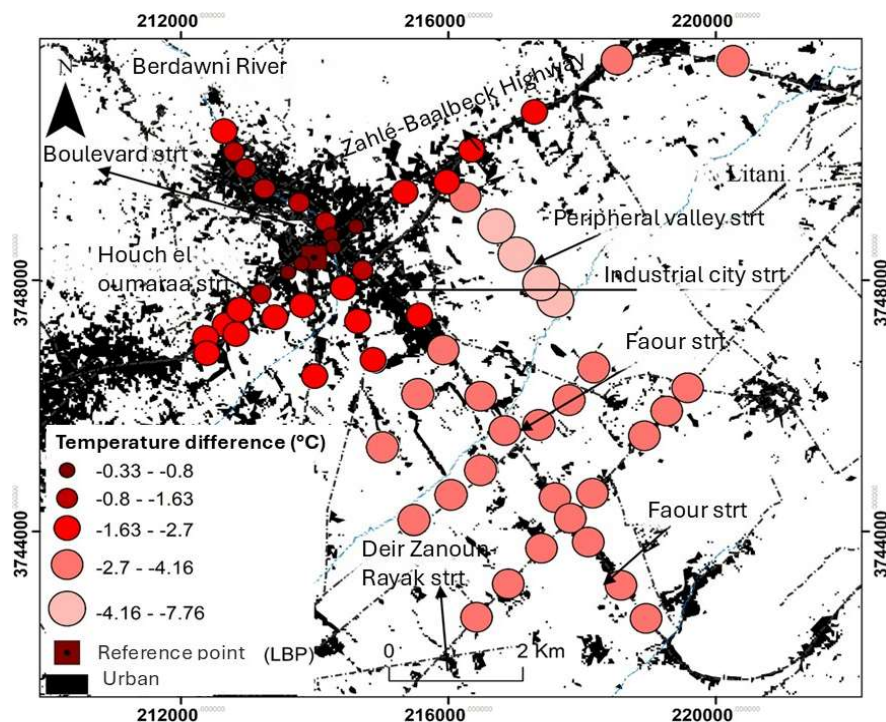 212000
216000
220000
N
Berdawni River
Zahle-Baalbeck Highway
Boulevard strt
Litani
Peripheral valley strt
Houch el
oumaraa strt
Industrial city strt
3748000
3748000
Faour strt
Temperature difference (°C)
-0.33 - -0.8
-0.8 - -1.63
-1.63 - -2.7
-2.7 - -4.16
-4.16 - -7.76
Reference point (LBP)
Urban
Faour strt
3744000
3744000
Deir Zanoun-
Rayak strt
0 2 Km
212000
216000
220000